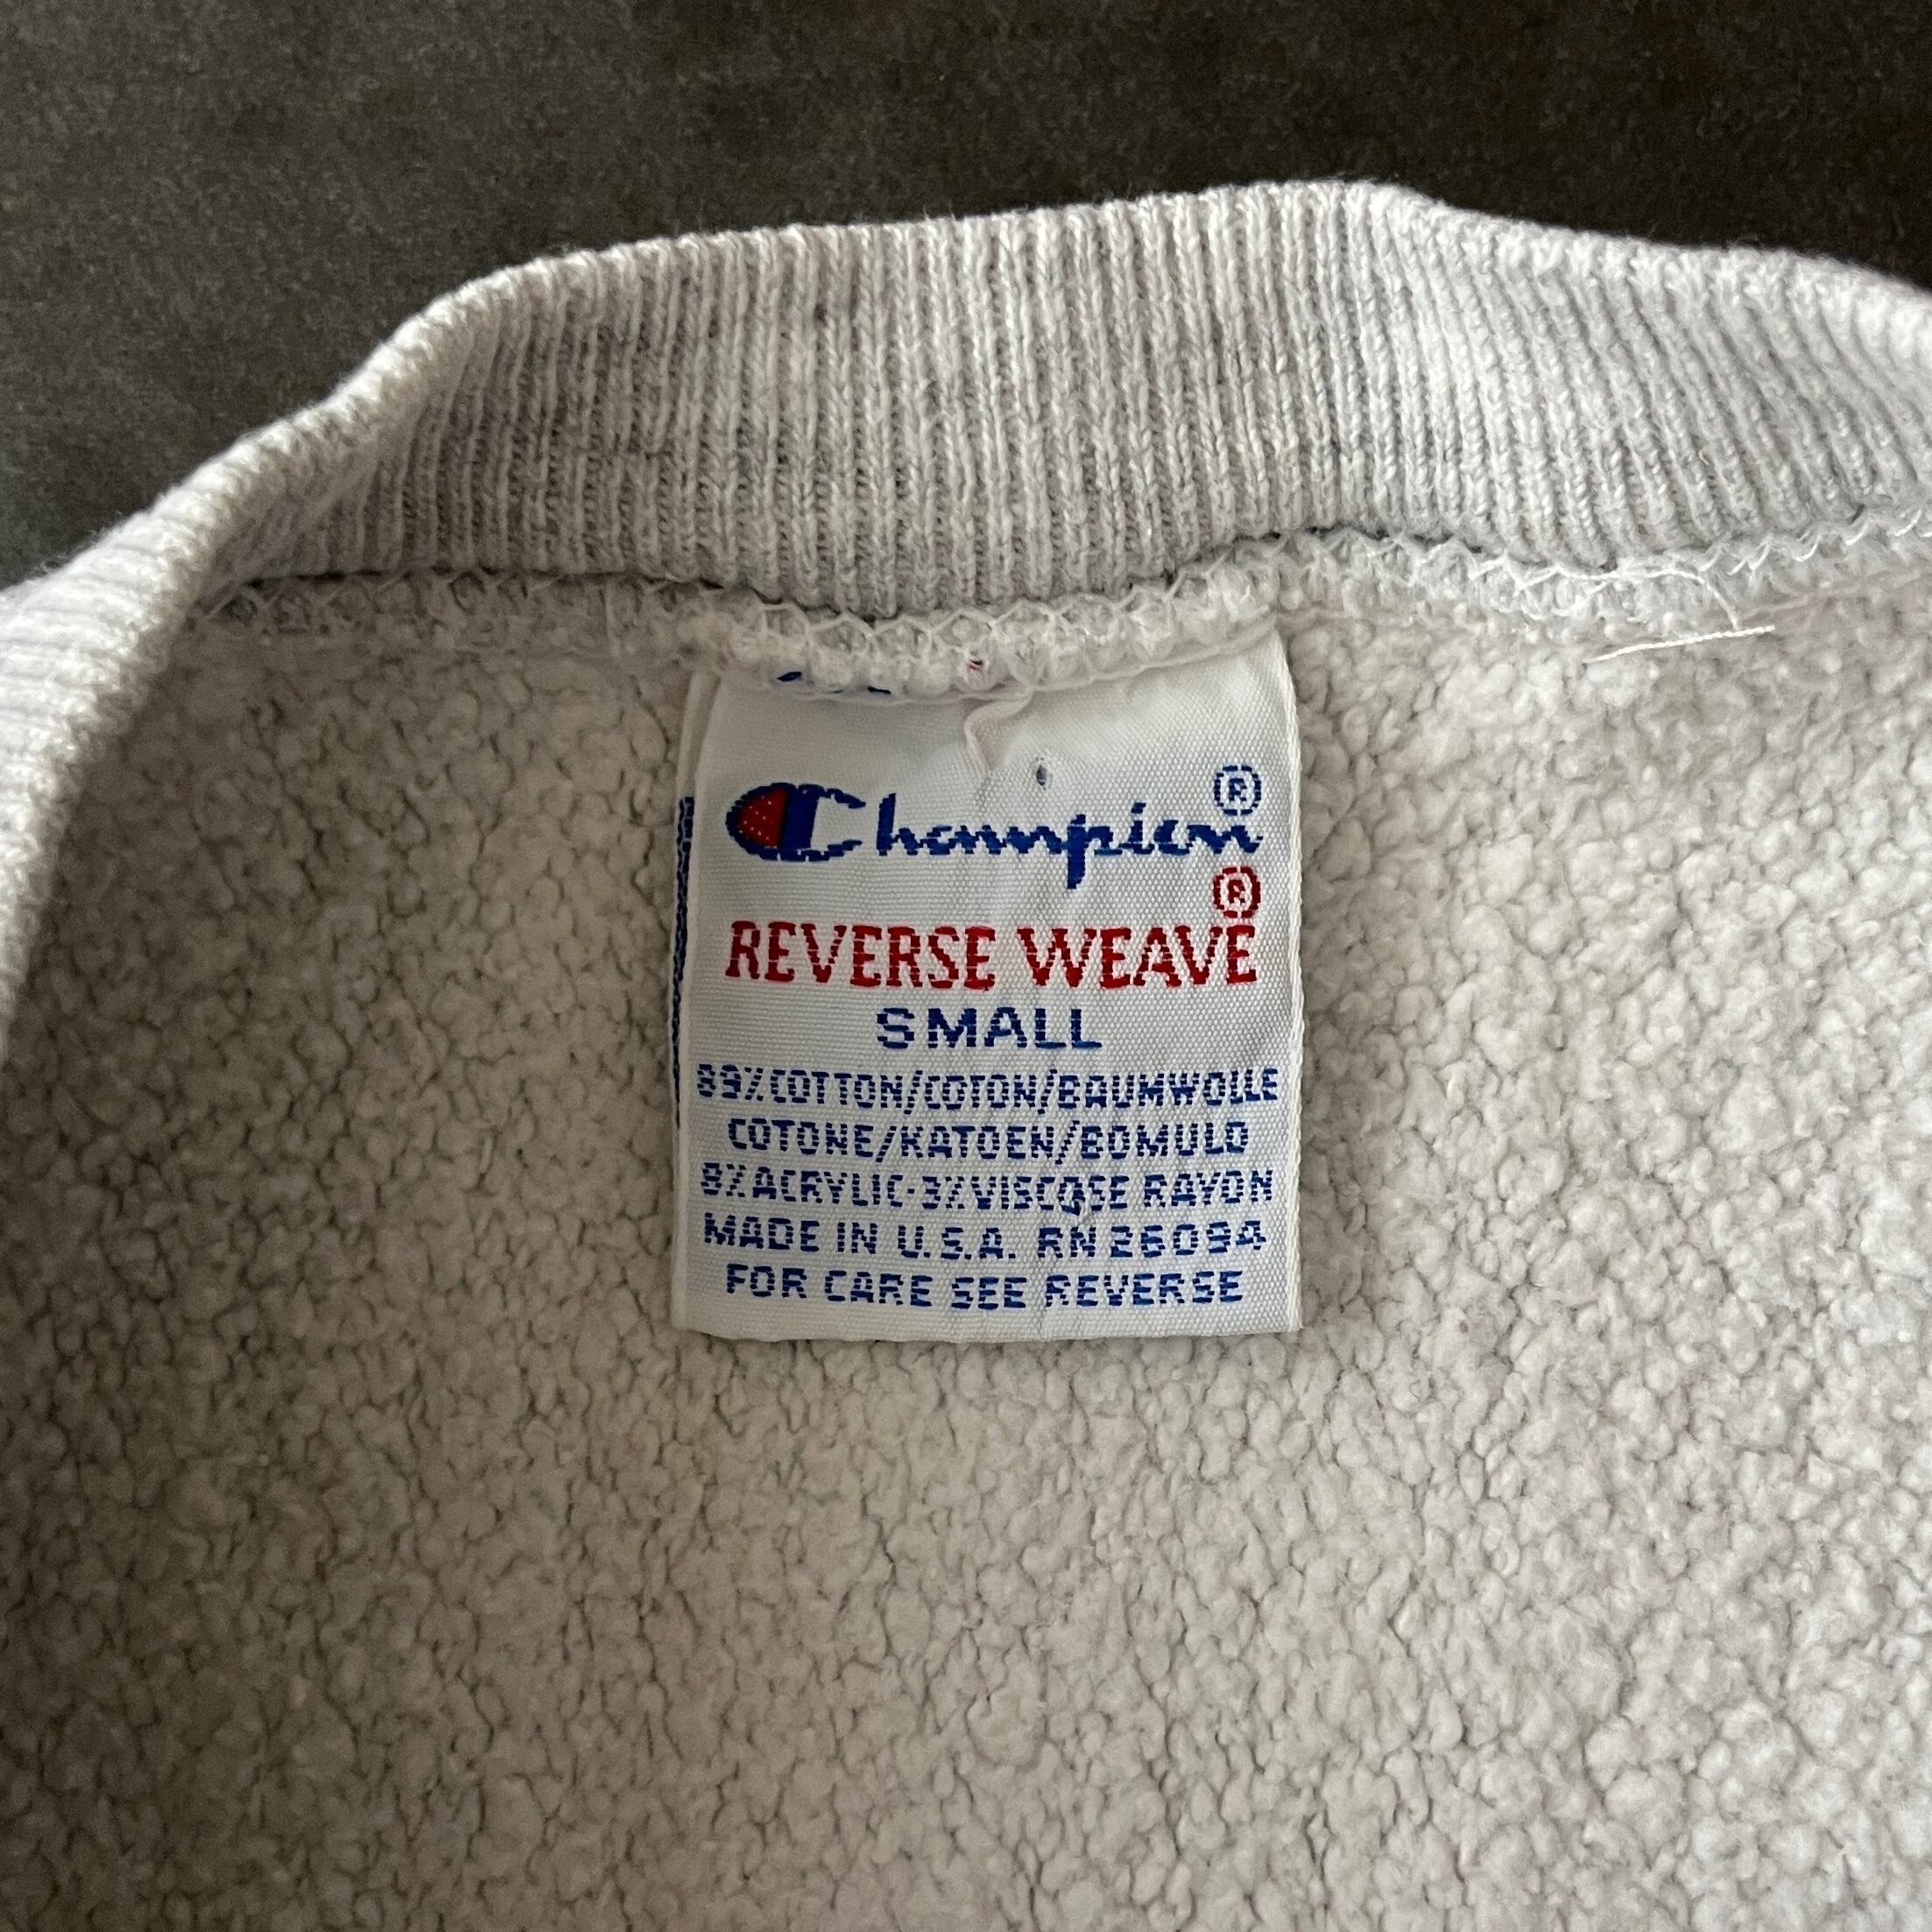 Champion®
REVERSE WEAVE®
SMALL
89% COTTON/COTON/BAUMWOLLE
COTONE/KATOEN/BOMULD
8% ACRYLIC-3% VISCOSE RAYON
MADE IN U.S.A. RN 26094
FOR CARE SEE REVERSE